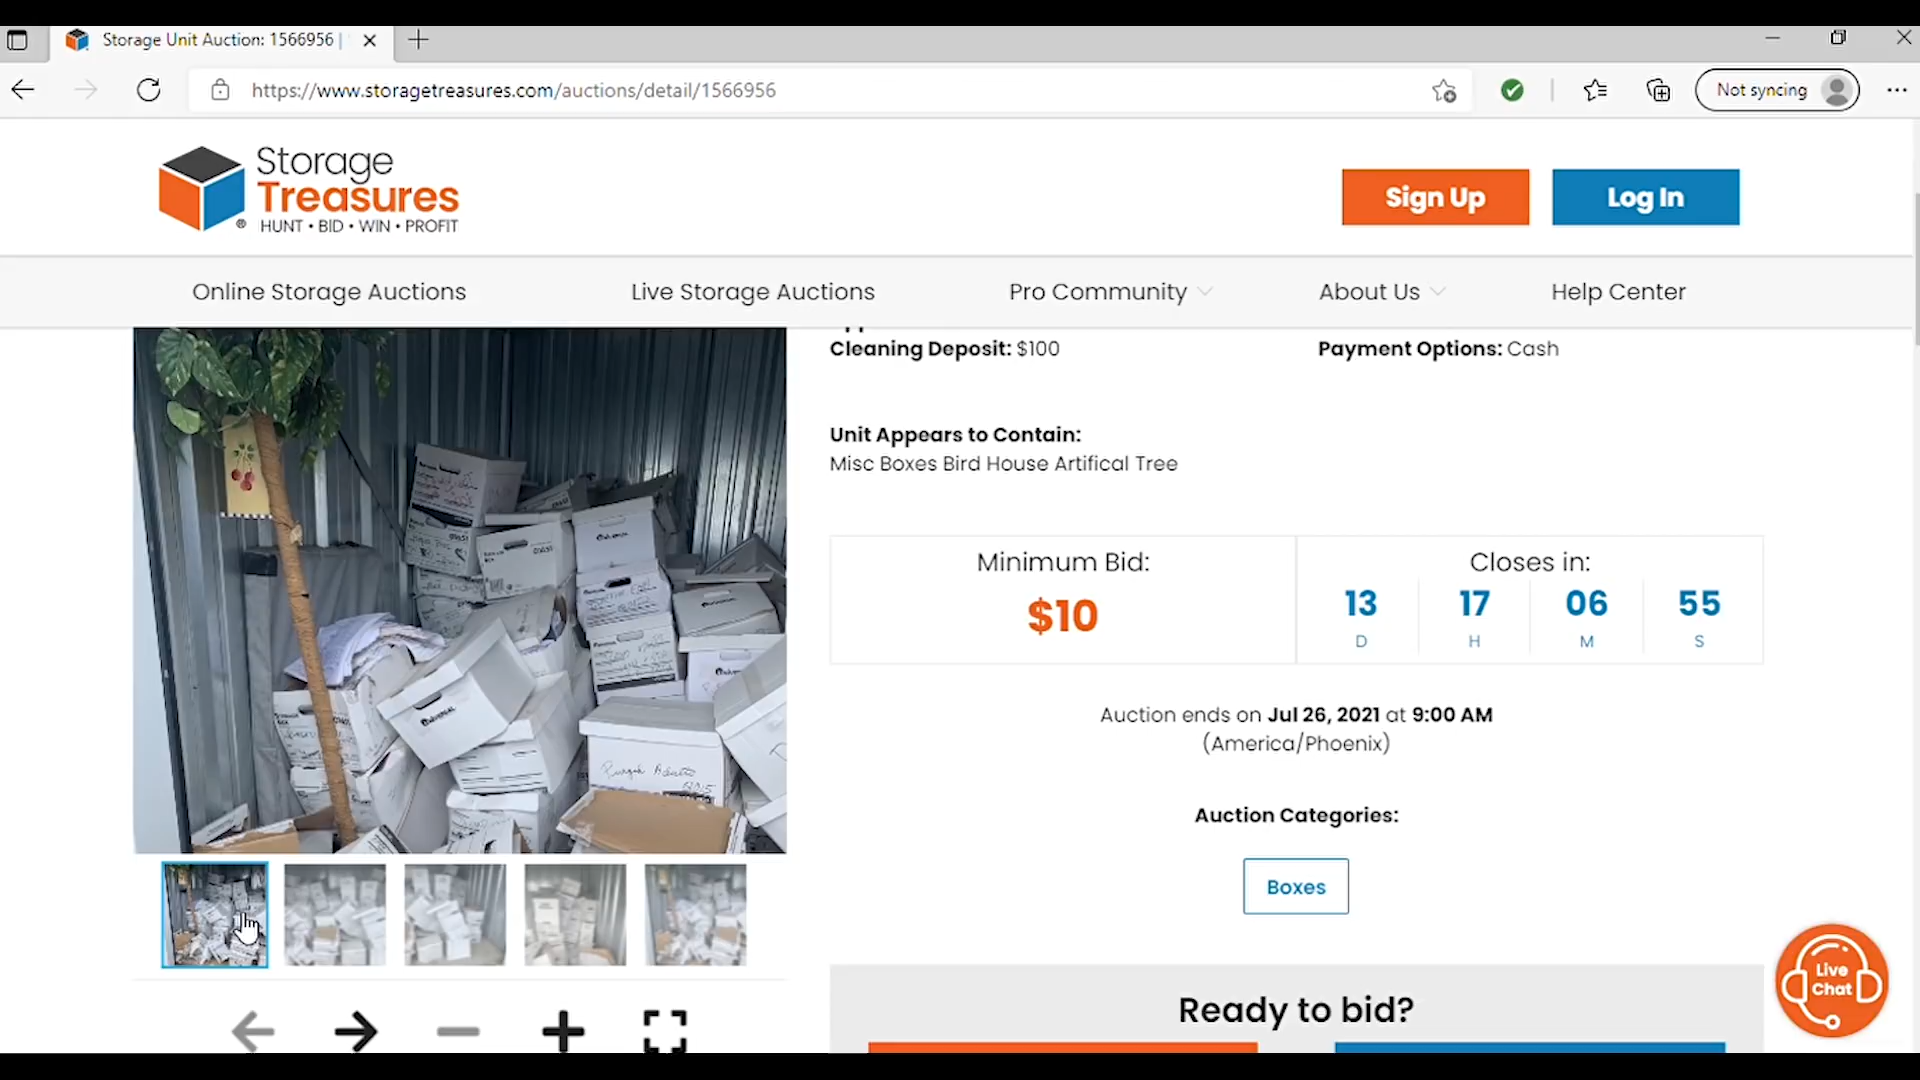 Storage Unit Auction: 1566956 |
https://www.storagetreasures.com/auctions/detail/1566956
Not syncing
Storage
Treasures
® HUNT • BID • WIN • PROFIT
Sign Up
Log In
Online Storage Auctions
Live Storage Auctions
Pro Community
About Us
Help Center
Cleaning Deposit: $100
Payment Options: Cash
Unit Appears to Contain:
Misc Boxes Bird House Artifical Tree
Minimum Bid:
$10
Closes in:
13 17 06 55
D H M S
Auction ends on Jul 26, 2021 at 9:00 AM
(America/Phoenix)
Auction Categories:
Boxes
UNIVERSAL
Live
Chat
Ready to bid?